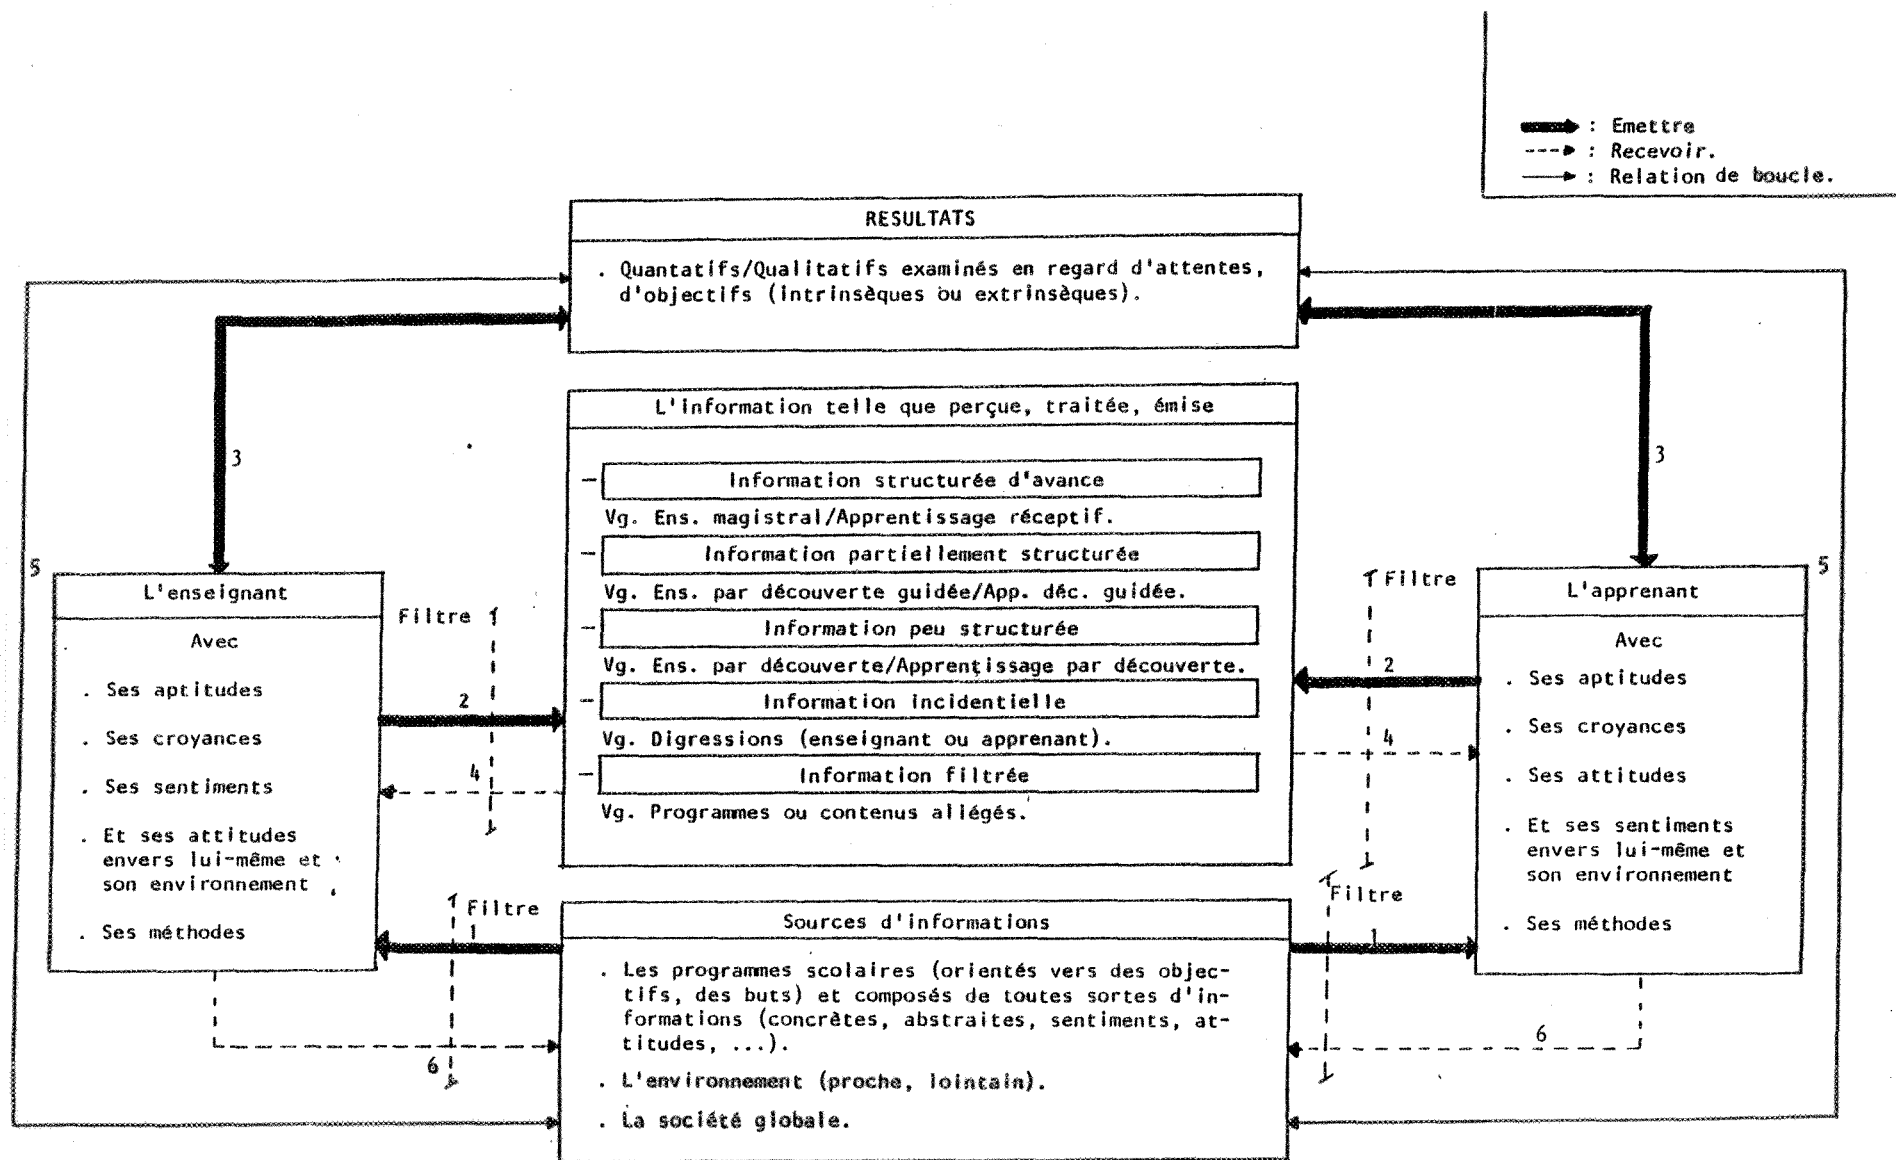 : Emettre
: Recevoir.
: Relation de boucle.
RESULTATS
. Quantatifs/Qualitatifs examinés en regard d'attentes,
d'objectifs (intrinsèques ou extrinsèques).
L'information telle que perçue, traitée, émise
- Information structurée d'avance
Vg. Ens. magistral/Apprentissage réceptif.
- Information partiellement structurée
Vg. Ens. par découverte guidée/App. déc. guidée.
- Information peu structurée
Vg. Ens. par découverte/Apprentissage par découverte.
- Information incidentielle
Vg. Digressions (enseignant ou apprenant).
- Information filtrée
Vg. Programmes ou contenus allégés.
3
5
L'enseignant
Avec
. Ses aptitudes
. Ses croyances
. Ses sentiments
. Et ses attitudes
envers lui-même et
son environnement
. Ses méthodes
Filtre
2
4
Filtre
1
6
3
5
Filtre
2
4
L'apprenant
Avec
. Ses aptitudes
. Ses croyances
. Ses attitudes
. Et ses sentiments
envers lui-même et
son environnement
. Ses méthodes
Filtre
1
6
Sources d'informations
. Les programmes scolaires (orientés vers des objec-
tifs, des buts) et composés de toutes sortes d'in-
formations (concrètes, abstraites, sentiments, at-
titudes, ...).
. L'environnement (proche, lointain).
. La société globale.